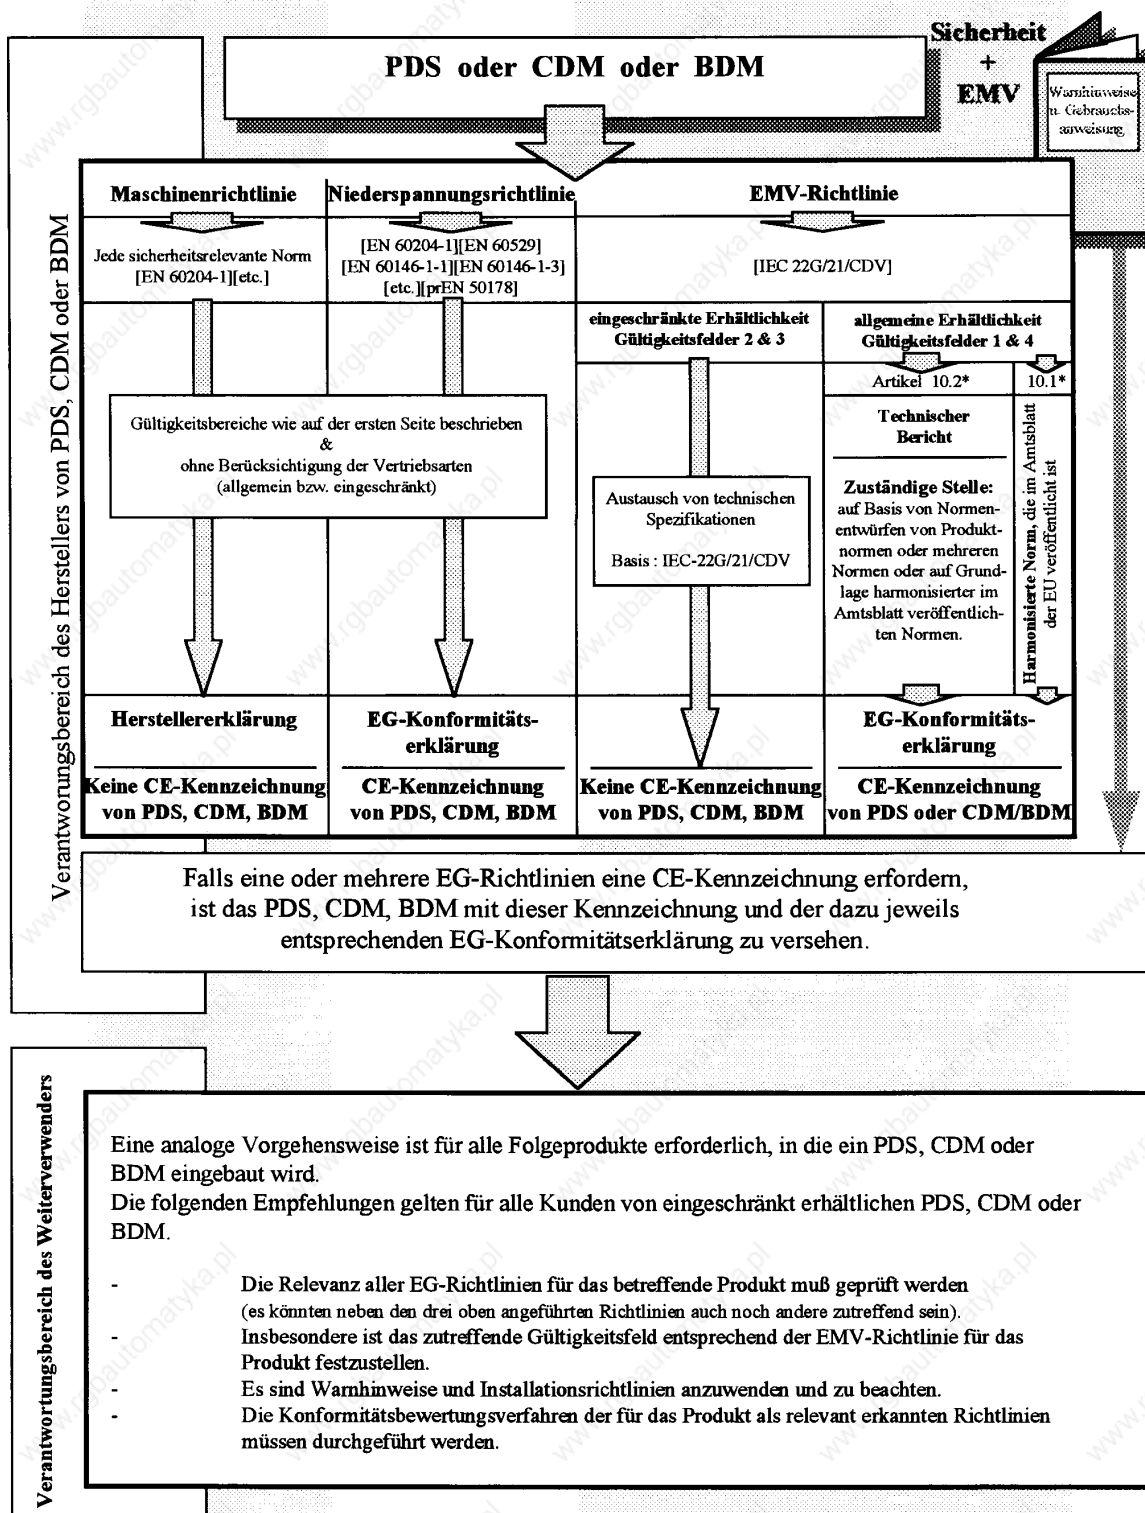 Sicherheit
+
EMV
PDS oder CDM oder BDM
Warnhinweise
u. Gebrauchs-
anweisung
Verantworungsbereich des Herstellers von PDS, CDM oder BDM
Maschinenrichtlinie
Niederspannungsrichtlinie
EMV-Richtlinie
Jede sicherheitsrelevante Norm
[EN 60204-1][etc.]
[EN 60204-1][EN 60529]
[EN 60146-1-1][EN 60146-1-3]
[etc.][prEN 50178]
[IEC 22G/21/CDV]
eingeschränkte Erhältlichkeit
Gültigkeitsfelder 2 & 3
allgemeine Erhältlichkeit
Gültigkeitsfelder 1 & 4
Artikel 10.2*
10.1*
Gültigkeitsbereiche wie auf der ersten Seite beschrieben
&
ohne Berücksichtigung der Vertriebsarten
(allgemein bzw. eingeschränkt)
Austausch von technischen
Spezifikationen
Basis : IEC-22G/21/CDV
Technischer
Bericht
Zuständige Stelle:
auf Basis von Normen-
entwürfen von Produkt-
normen oder mehreren
Normen oder auf Grund-
lage harmonisierter im
Amtsblatt veröffentlich-
ten Normen.
Harmonisierte Norm, die im Amtsblatt
der EU veröffentlicht ist
Herstellererklärung
Keine CE-Kennzeichnung
von PDS, CDM, BDM
EG-Konformitäts-
erklärung
CE-Kennzeichnung
von PDS, CDM, BDM
Keine CE-Kennzeichnung
von PDS, CDM, BDM
EG-Konformitäts-
erklärung
CE-Kennzeichnung
von PDS oder CDM/BDM
Falls eine oder mehrere EG-Richtlinien eine CE-Kennzeichnung erfordern,
ist das PDS, CDM, BDM mit dieser Kennzeichnung und der dazu jeweils
entsprechenden EG-Konformitätserklärung zu versehen.
Verantwortungsbereich des Weiterverwenders
Eine analoge Vorgehensweise ist für alle Folgeprodukte erforderlich, in die ein PDS, CDM oder
BDM eingebaut wird.
Die folgenden Empfehlungen gelten für alle Kunden von eingeschränkt erhältlichen PDS, CDM oder
BDM.
- Die Relevanz aller EG-Richtlinien für das betreffende Produkt muß geprüft werden
(es könnten neben den drei oben angeführten Richtlinien auch noch andere zutreffend sein).
- Insbesondere ist das zutreffende Gültigkeitsfeld entsprechend der EMV-Richtlinie für das
Produkt festzustellen.
- Es sind Warnhinweise und Installationsrichtlinien anzuwenden und zu beachten.
- Die Konformitätsbewertungsverfahren der für das Produkt als relevant erkannten Richtlinien
müssen durchgeführt werden.
www.rgbautomatyka.pl